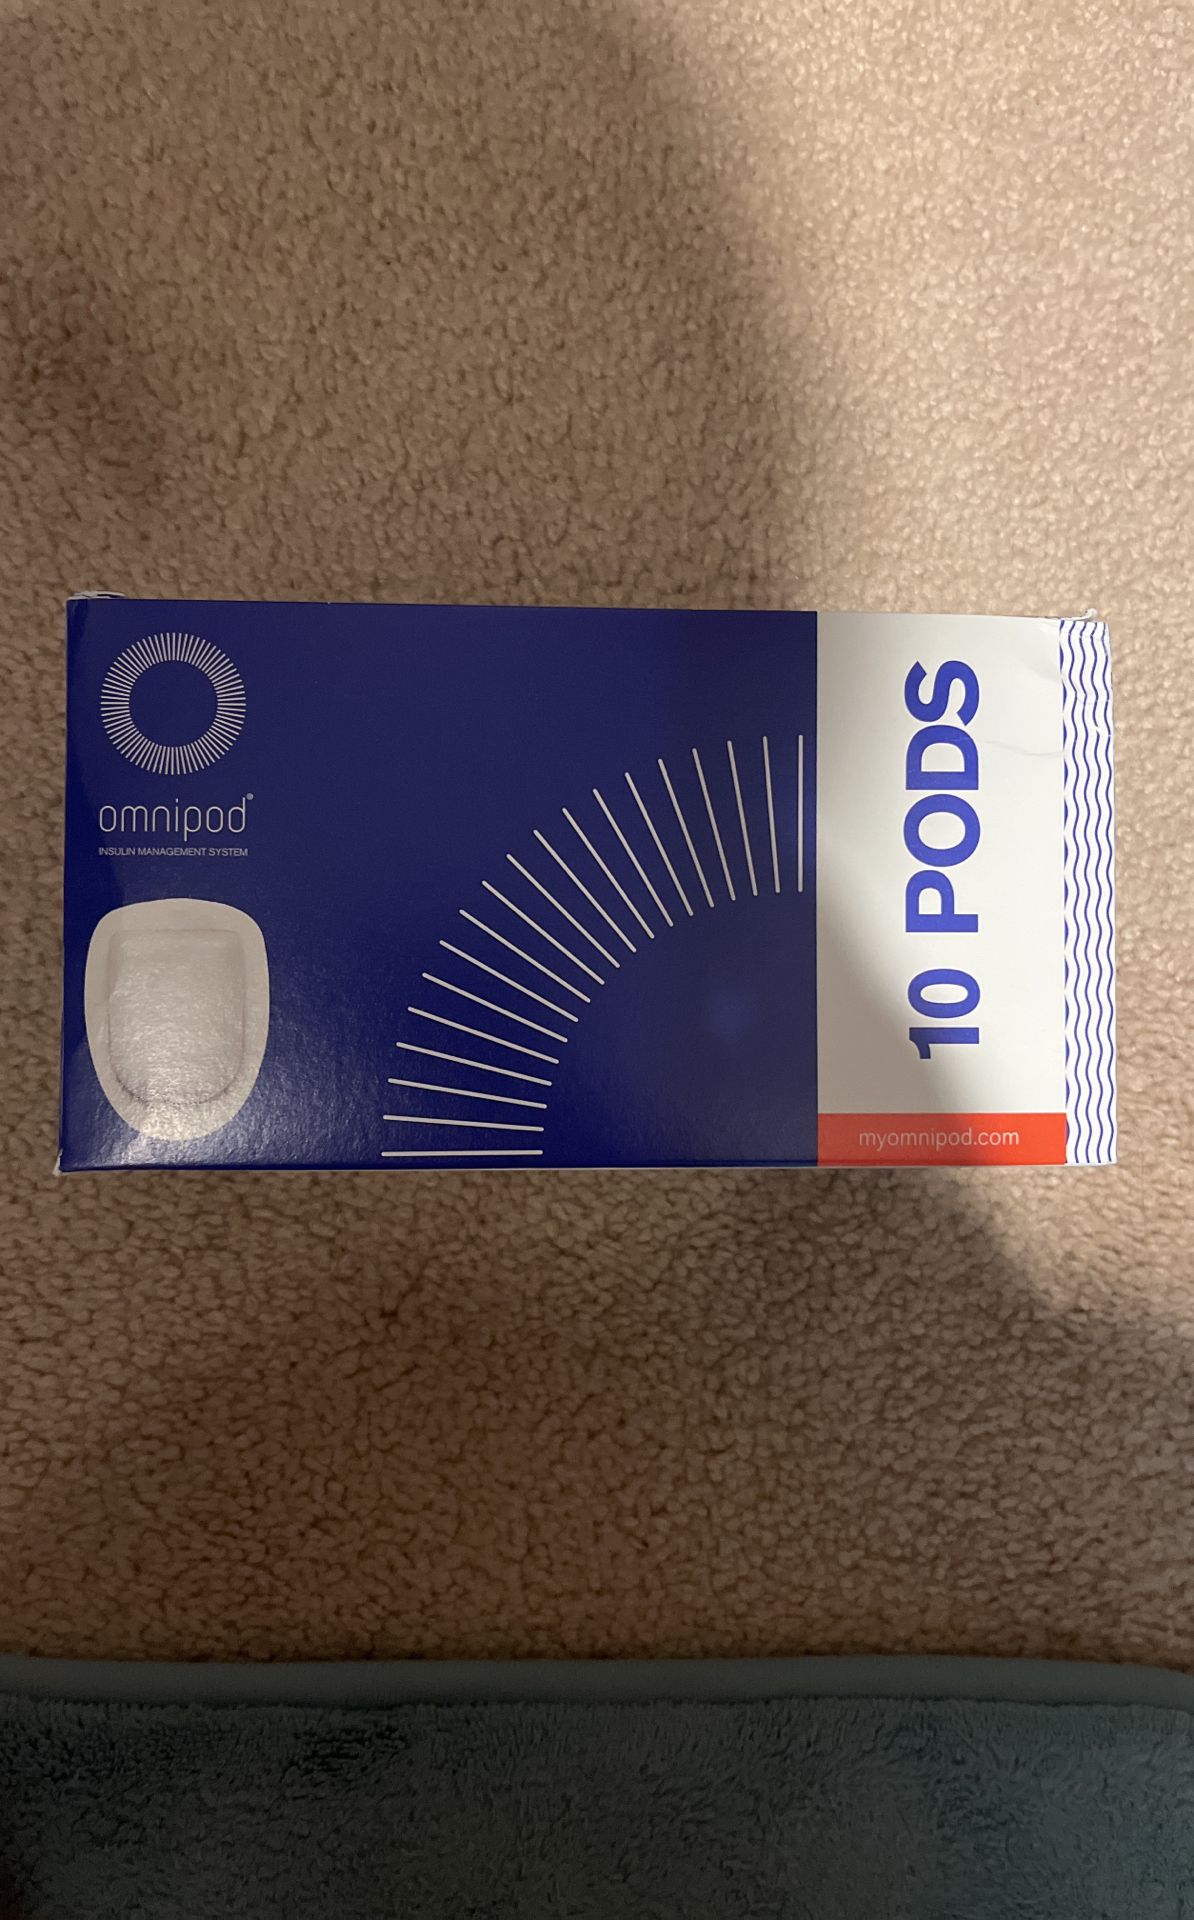 omnipod®
INSULIN MANAGEMENT SYSTEM
10 PODS
myomnipod.com